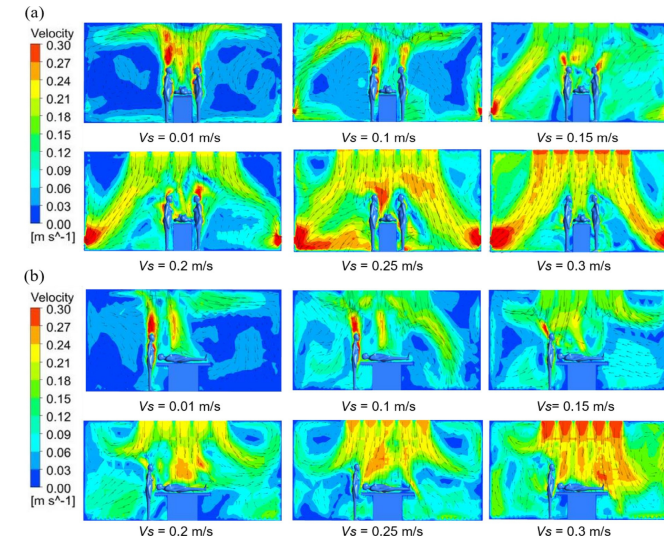 (a)
Velocity
0.30
0.27
0.24
0.21
0.18
0.15
0.12
0.09
0.06
0.03
0.00
[m s^-1]
Vs = 0.01 m/s
Vs = 0.1 m/s
Vs = 0.15 m/s
Vs = 0.2 m/s
Vs = 0.25 m/s
Vs = 0.3 m/s
(b)
Velocity
0.30
0.27
0.24
0.21
0.18
0.15
0.12
0.09
0.06
0.03
0.00
[m s^-1]
Vs = 0.01 m/s
Vs = 0.1 m/s
Vs= 0.15 m/s
Vs = 0.2 m/s
Vs = 0.25 m/s
Vs = 0.3 m/s